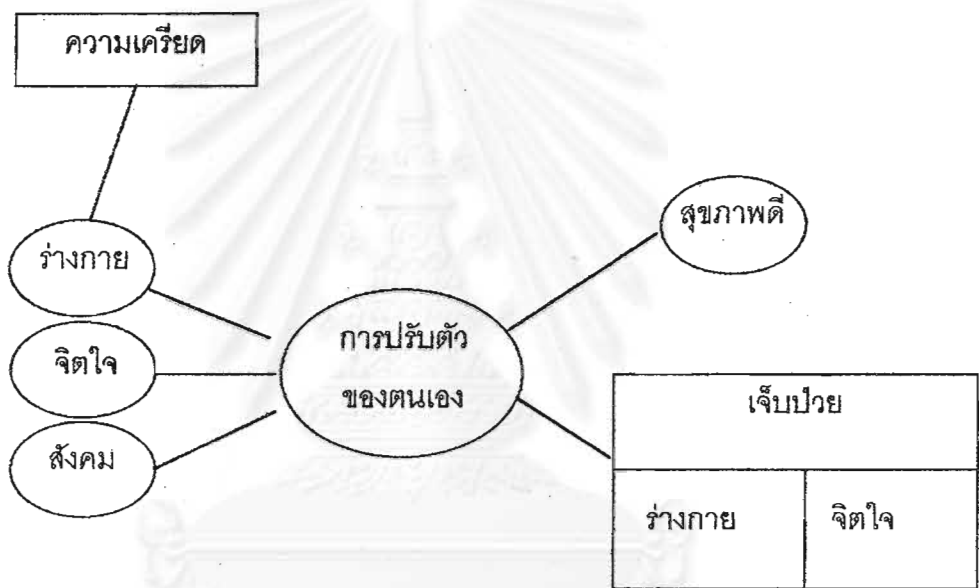 ความเครียด
ร่างกาย
จิตใจ
สังคม
การปรับตัว
ของตนเอง
สุขภาพดี
เจ็บป่วย
ร่างกาย
จิตใจ